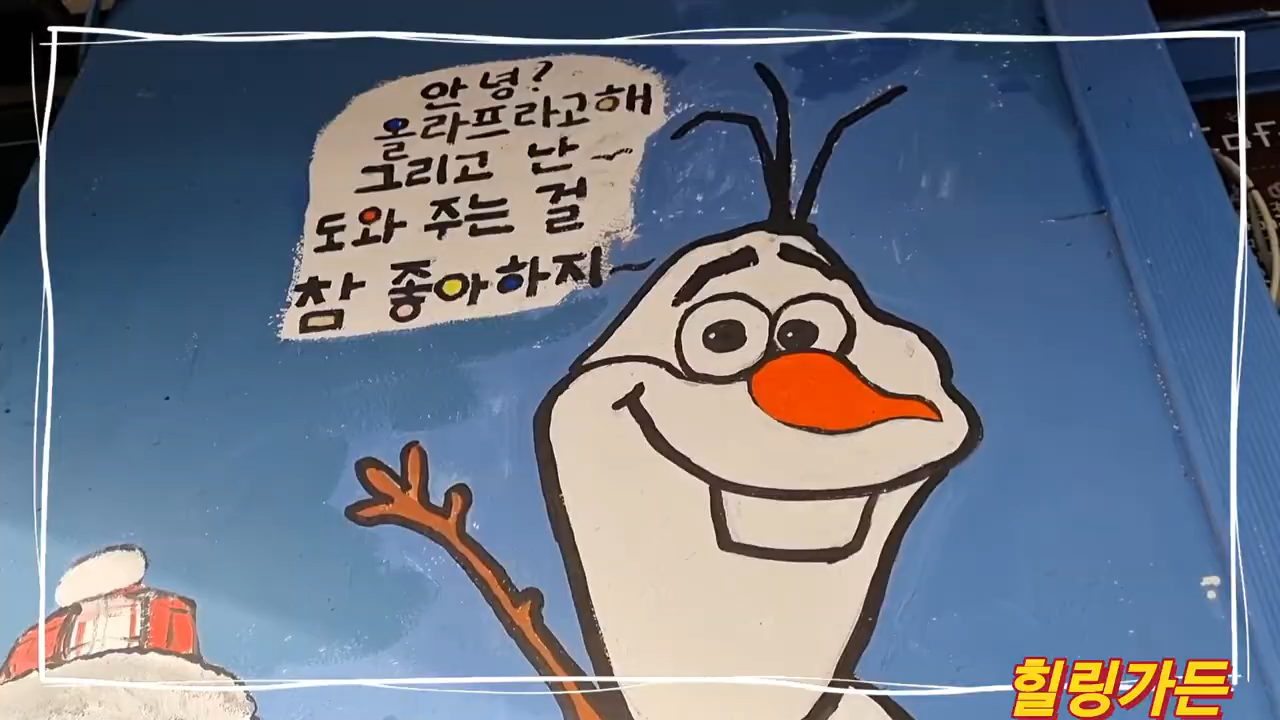 안녕?
올라프라고해
그리고 난~
도와 주는 걸
참 좋아하지~
힐링가든